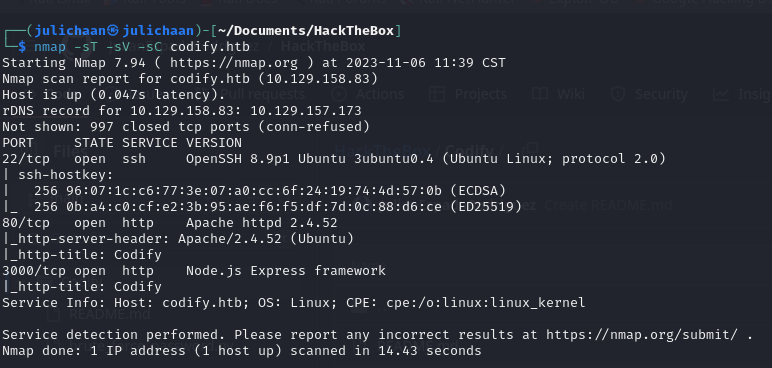 ┌──(julichaan㉿julichaan)-[~/Documents/HackTheBox]
└─$ nmap -sT -sV -sC codify.htb
Starting Nmap 7.94 ( https://nmap.org ) at 2023-11-06 11:39 CST
Nmap scan report for codify.htb (10.129.158.83)
Host is up (0.047s latency).
rDNS record for 10.129.158.83: 10.129.157.173
Not shown: 997 closed tcp ports (conn-refused)
PORT     STATE SERVICE VERSION
22/tcp   open  ssh     OpenSSH 8.9p1 Ubuntu 3ubuntu0.4 (Ubuntu Linux; protocol 2.0)
| ssh-hostkey:
|   256 96:07:1c:c6:77:3e:07:a0:cc:6f:24:19:74:4d:57:0b (ECDSA)
|_  256 0b:a4:c0:cf:e2:3b:95:ae:f6:f5:df:7d:0c:88:d6:ce (ED25519)
80/tcp   open  http    Apache httpd 2.4.52
|_http-server-header: Apache/2.4.52 (Ubuntu)
|_http-title: Codify
3000/tcp open  http    Node.js Express framework
|_http-title: Codify
Service Info: Host: codify.htb; OS: Linux; CPE: cpe:/o:linux:linux_kernel

Service detection performed. Please report any incorrect results at https://nmap.org/submit/ .
Nmap done: 1 IP address (1 host up) scanned in 14.43 seconds